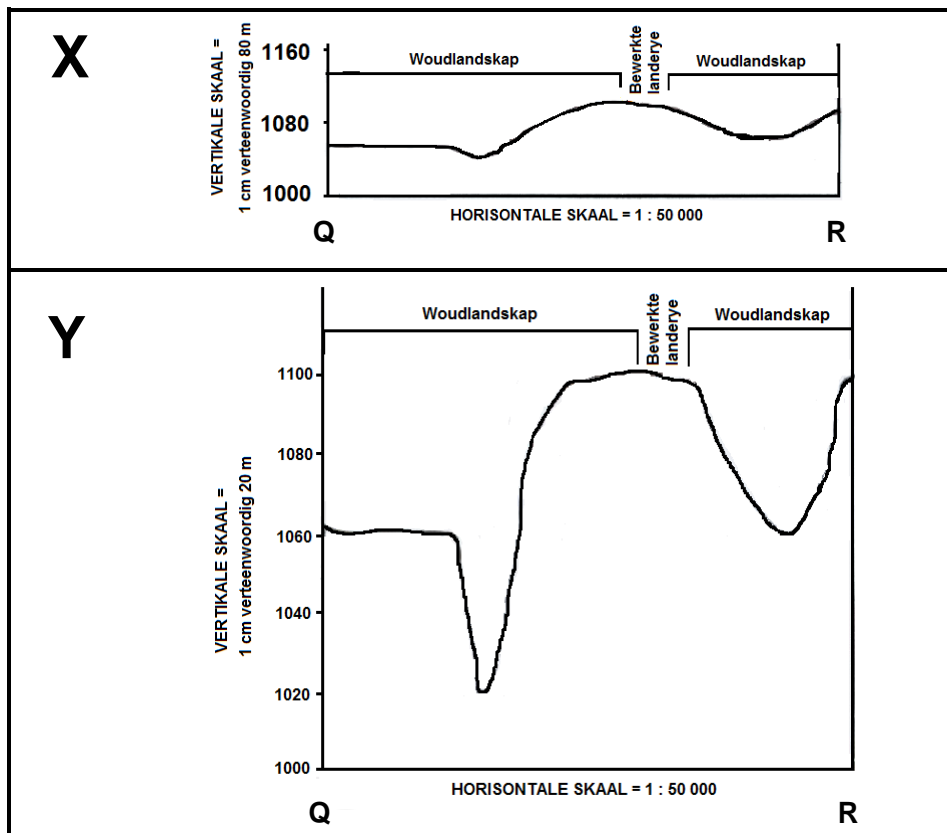 X
VERTIKALE SKAAL =
1 cm verteenwoordig 80 m
1160
1080
1000
Woudlandskap
Bewerkte
landerye
Woudlandskap
HORISONTALE SKAAL = 1 : 50 000
Q
R
Y
VERTIKALE SKAAL =
1 cm verteenwoordig 20 m
1100
1080
1060
1040
1020
1000
Woudlandskap
Bewerkte
landerye
Woudlandskap
HORISONTALE SKAAL = 1 : 50 000
Q
R